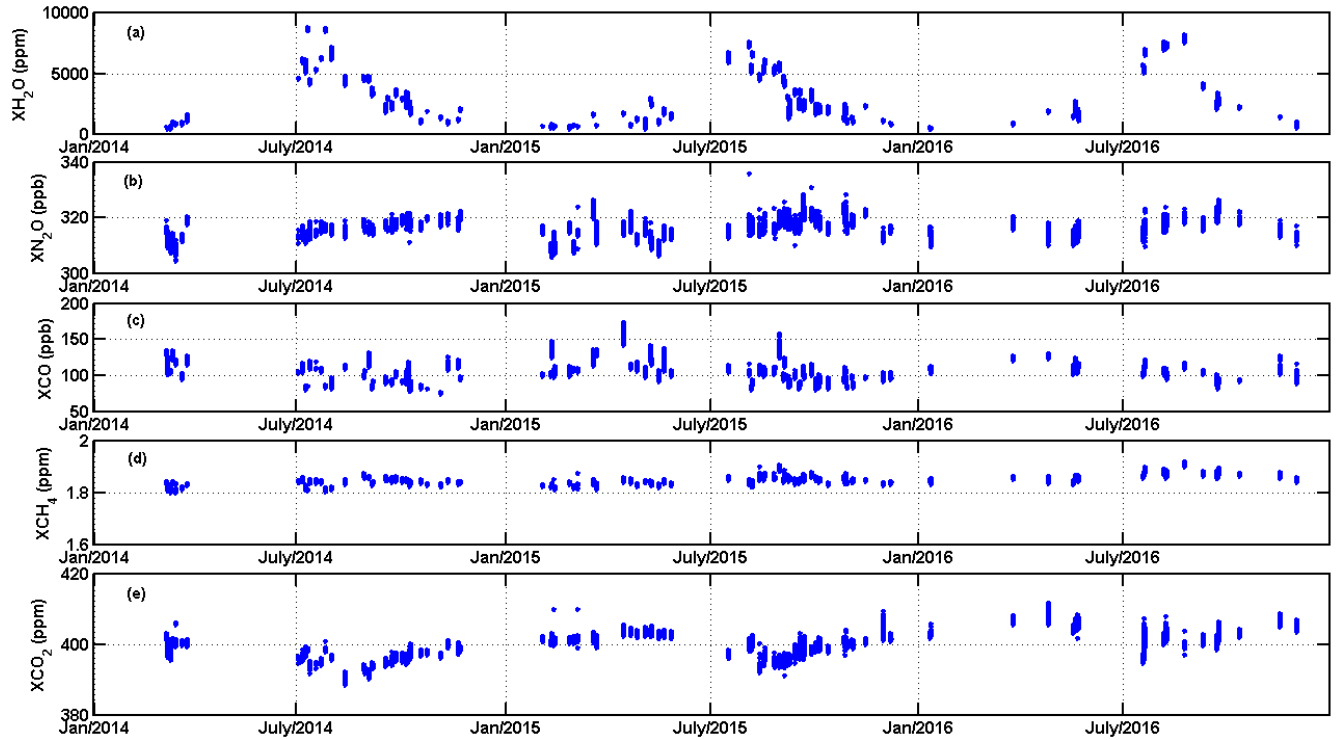 (a)
XH₂O (ppm)
10000
5000
0
Jan/2014 July/2014 Jan/2015 July/2015 Jan/2016 July/2016
(b)
XN₂O (ppb)
340
320
300
Jan/2014 July/2014 Jan/2015 July/2015 Jan/2016 July/2016
(c)
XCO (ppb)
200
150
100
50
Jan/2014 July/2014 Jan/2015 July/2015 Jan/2016 July/2016
(d)
XCH₄ (ppm)
2
1.8
1.6
Jan/2014 July/2014 Jan/2015 July/2015 Jan/2016 July/2016
(e)
XCO₂ (ppm)
420
400
380
Jan/2014 July/2014 Jan/2015 July/2015 Jan/2016 July/2016